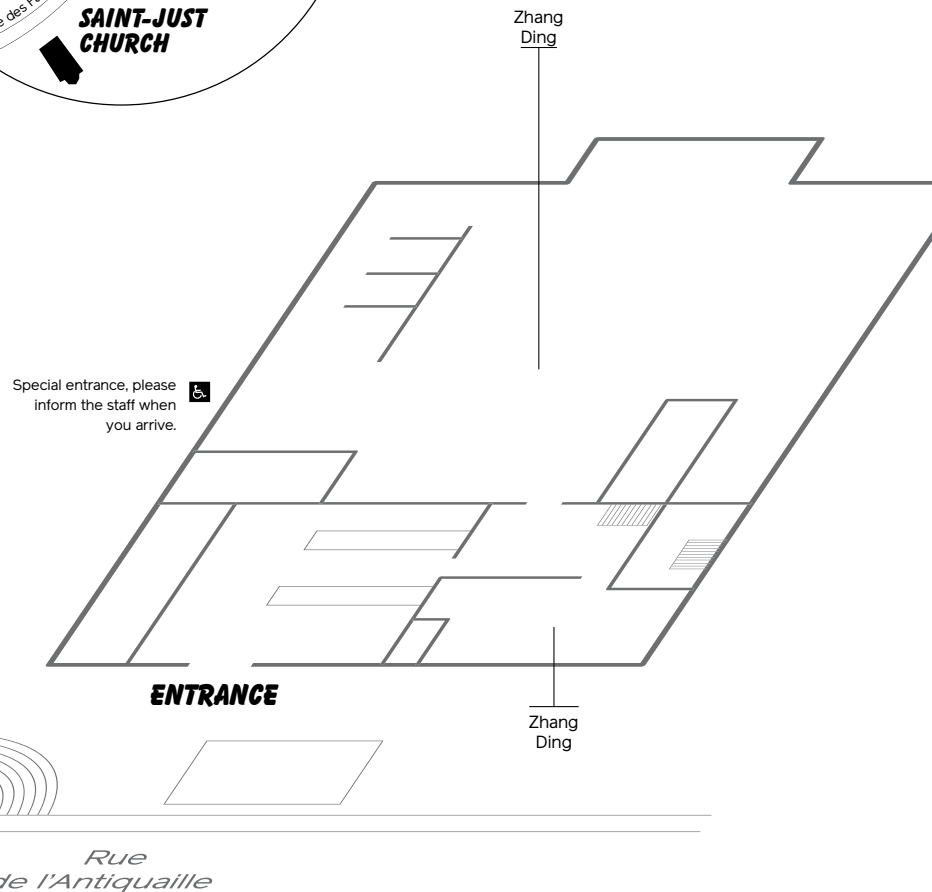 SAINT-JUST
CHURCH
Zhang
Ding
Special entrance, please
inform the staff when
you arrive.
ENTRANCE
Zhang
Ding
Rue
de l'Antiquaille